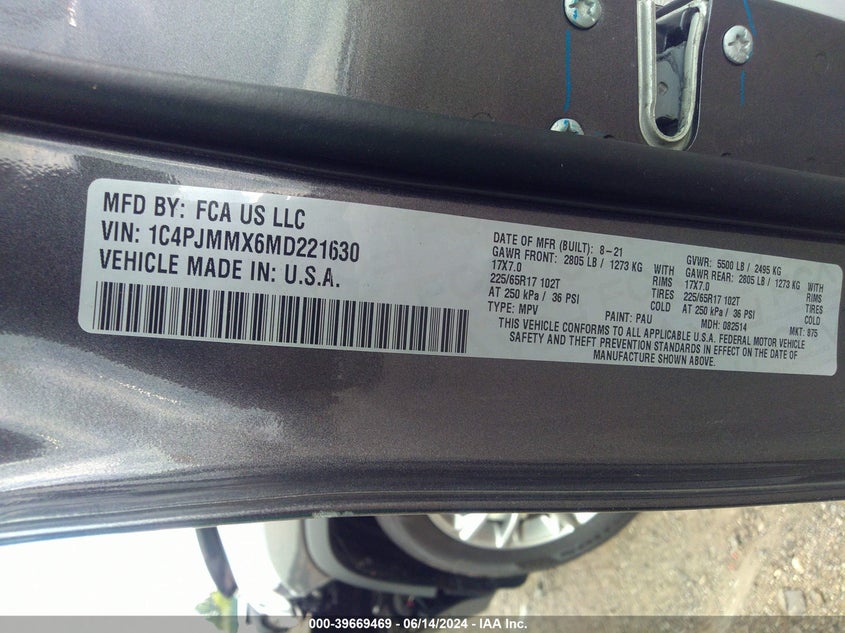 MFD BY: FCA US LLC
VIN: 1C4PJMMX6MD221630
VEHICLE MADE IN: U.S.A.
DATE OF MFR (BUILT): 8-21 GVWR: 5500 LB / 2495 KG
GAWR FRONT: 2805 LB / 1273 KG WITH GAWR REAR: 2805 LB / 1273 KG WITH
17X7.0 RIMS 17X7.0 RIMS
225/65R17 102T TIRES 225/65R17 102T TIRES
AT 250 kPa / 36 PSI COLD AT 250 kPa / 36 PSI COLD
TYPE: MPV PAINT: PAU MDH: 082514 MKT: 875
THIS VEHICLE CONFORMS TO ALL APPLICABLE U.S.A. FEDERAL MOTOR VEHICLE
SAFETY AND THEFT PREVENTION STANDARDS IN EFFECT ON THE DATE OF
MANUFACTURE SHOWN ABOVE.
000-39669469 - 06/14/2024 - IAA Inc.